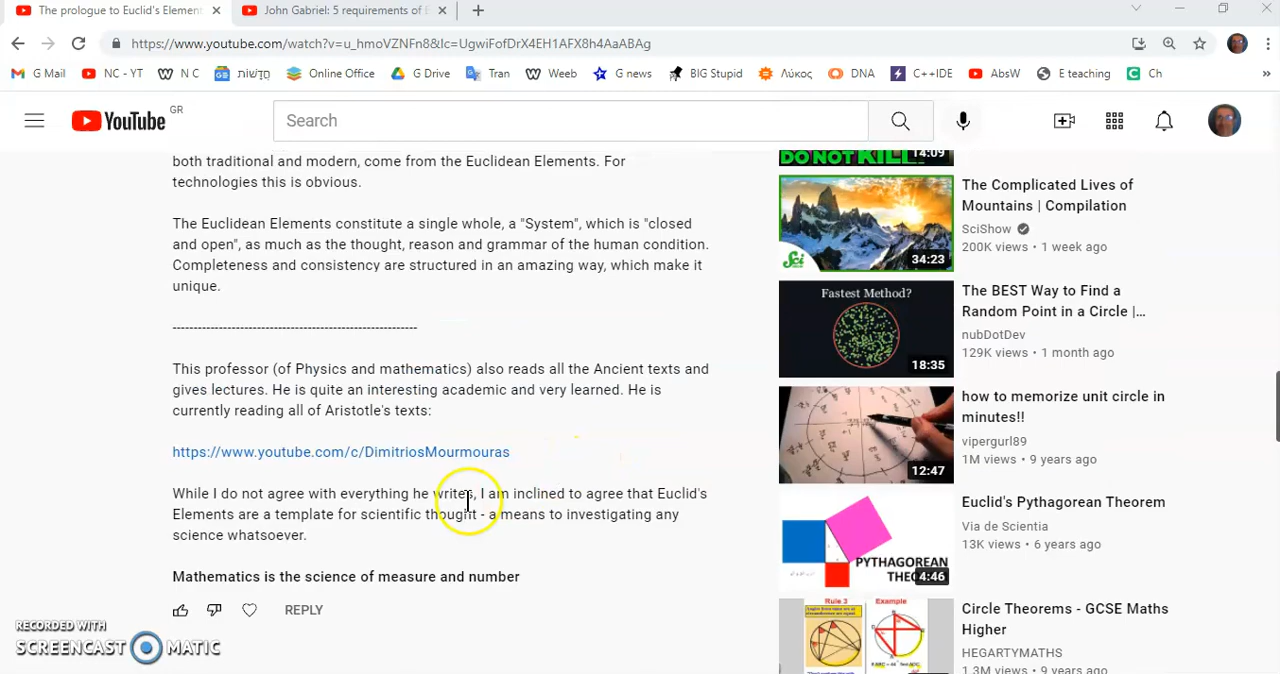 The prologue to Euclid's Element
John Gabriel: 5 requirements of E
https://www.youtube.com/watch?v=u_hmoVZNFn8&lc=UgwiFofDrX4EH1AFX8h4AaABAg
G Mail
NC - YT
N C
חֲדָשׁוֹת
Online Office
G Drive
Tran
Weeb
G news
BIG Stupid
Λύκος
DNA
C++IDE
AbsW
E teaching
Ch
YouTube
GR
Search
both traditional and modern, come from the Euclidean Elements. For
technologies this is obvious.
The Euclidean Elements constitute a single whole, a "System", which is "closed
and open", as much as the thought, reason and grammar of the human condition.
Completeness and consistency are structured in an amazing way, which make it
unique.
----------------------------------------------------------
This professor (of Physics and mathematics) also reads all the Ancient texts and
gives lectures. He is quite an interesting academic and very learned. He is
currently reading all of Aristotle's texts:
https://www.youtube.com/c/DimitriosMourmouras
While I do not agree with everything he writes, I am inclined to agree that Euclid's
Elements are a template for scientific thought - a means to investigating any
science whatsoever.
Mathematics is the science of measure and number
REPLY
RECORDED WITH
SCREENCAST MATIC
DO NOT KILL
14:09
Sci
34:23
The Complicated Lives of
Mountains | Compilation
SciShow
200K views • 1 week ago
Fastest Method?
18:35
The BEST Way to Find a
Random Point in a Circle |...
nubDotDev
129K views • 1 month ago
12:47
how to memorize unit circle in
minutes!!
vipergurl89
1M views • 9 years ago
PYTHAGOREAN
THE
4:46
Euclid's Pythagorean Theorem
Via de Scientia
13K views • 6 years ago
Rule 3
Example
Circle Theorems - GCSE Maths
Higher
HEGARTYMATHS
1.3M views • 9 years ago